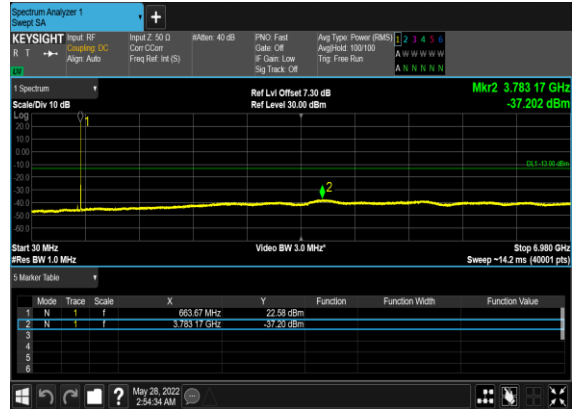 Spectrum Analyzer 1
Swept SA
+
KEYSIGHT Input: RF Input Z: 50 Ω #Atten: 40 dB PNO: Fast Avg Type: Power (RMS) 1 2 3 4 5 6
R T Coupling: DC Corr CCorr Gate: Off Avg|Hold: 100/100 A W W W W W
Align: Auto Freq Ref: Int (S) IF Gain: Low Trig: Free Run
Sig Track: Off A N N N N N
1 Spectrum Ref Lvl Offset 7.30 dB Mkr2 3.783 17 GHz
Scale/Div 10 dB Ref Level 30.00 dBm -37.202 dBm
Log
20.0
10.0
0.00
-10.0
-20.0
-30.0
-40.0
-50.0
-60.0
1
DL1 -13.00 dBm
2
Start 30 MHz Video BW 3.0 MHz* Stop 6.980 GHz
#Res BW 1.0 MHz Sweep ~14.2 ms (40001 pts)
5 Marker Table
Mode Trace Scale X Y Function Function Width Function Value
1 N 1 f 663.67 MHz 22.58 dBm
2 N 1 f 3.783 17 GHz -37.20 dBm
3
4
5
6
? May 28, 2022
2:54:34 AM